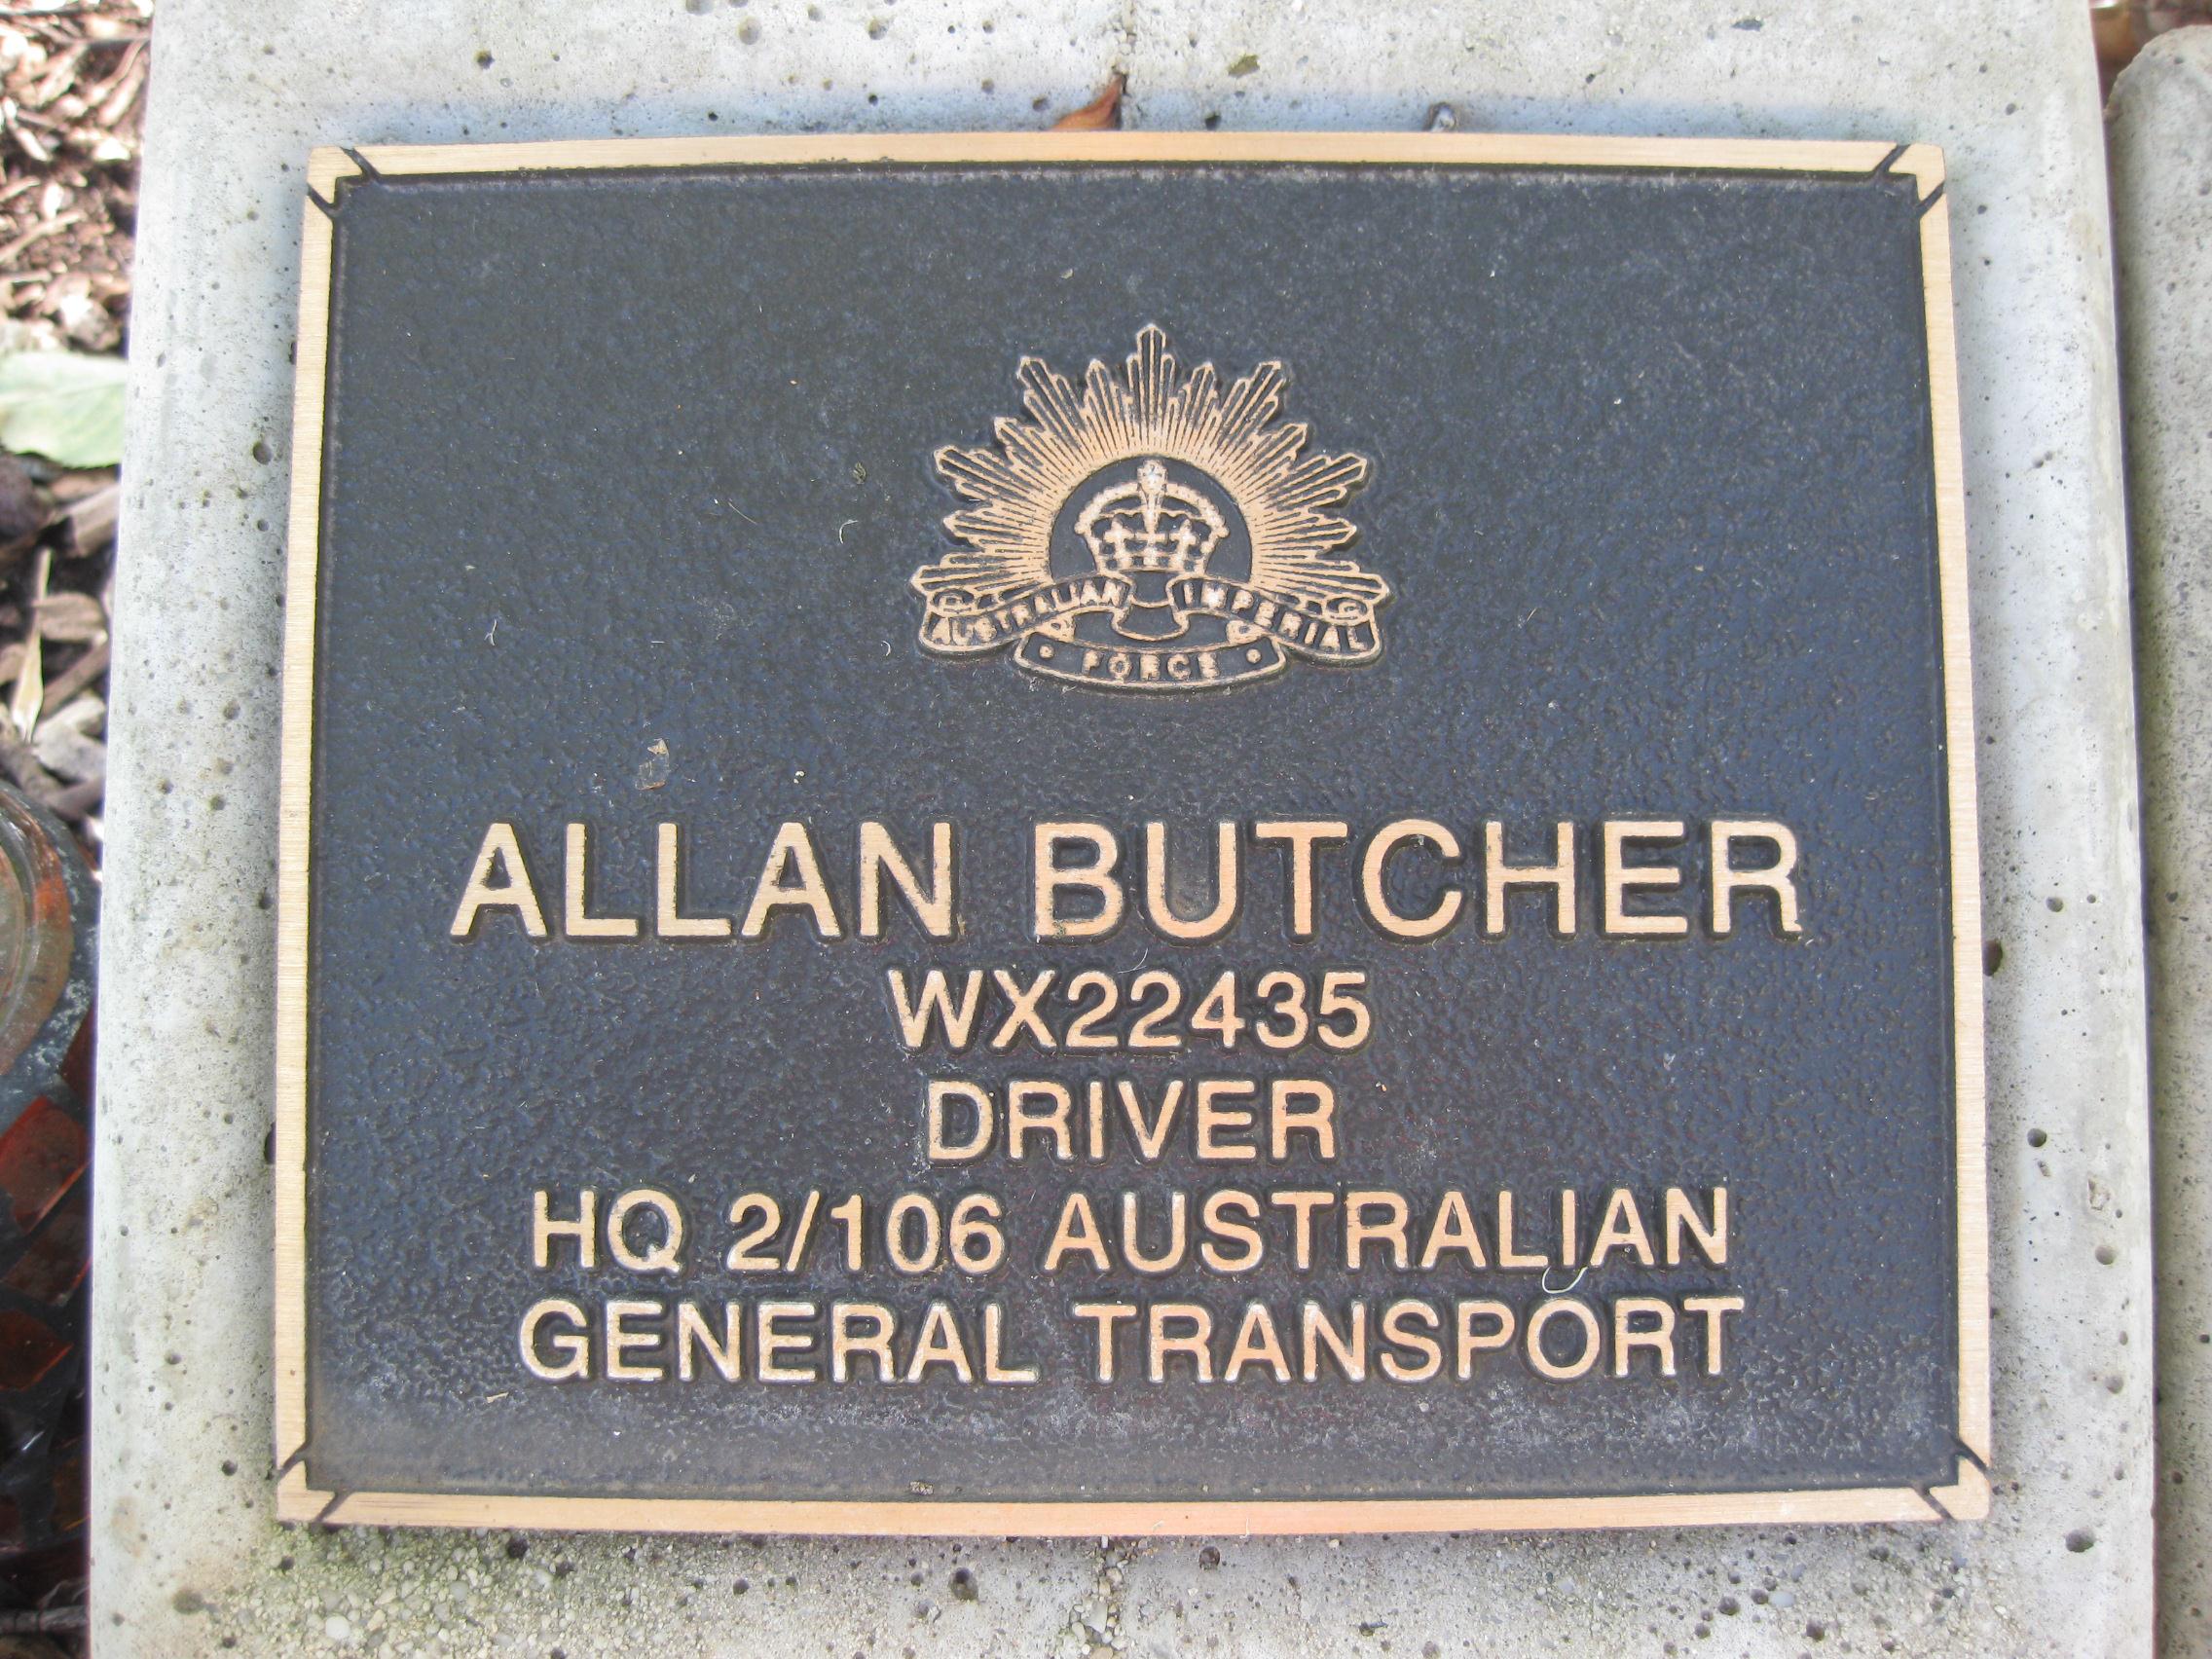 AUSTRALIAN IMPERIAL
FORCE
ALLAN BUTCHER
WX22435
DRIVER
HQ 2/106 AUSTRALIAN
GENERAL TRANSPORT